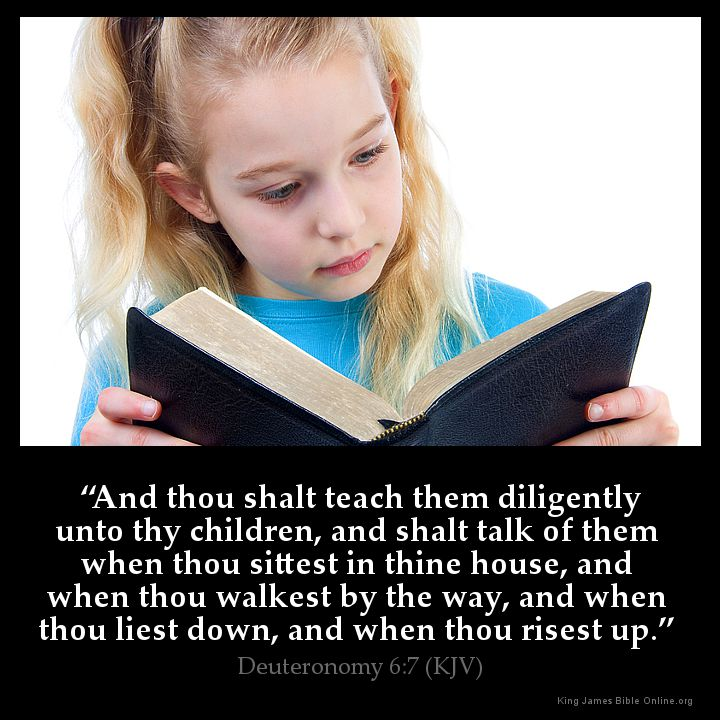 “And thou shalt teach them diligently
unto thy children, and shalt talk of them
when thou sittest in thine house, and
when thou walkest by the way, and when
thou liest down, and when thou risest up.”
Deuteronomy 6:7 (KJV)
King James Bible Online.org